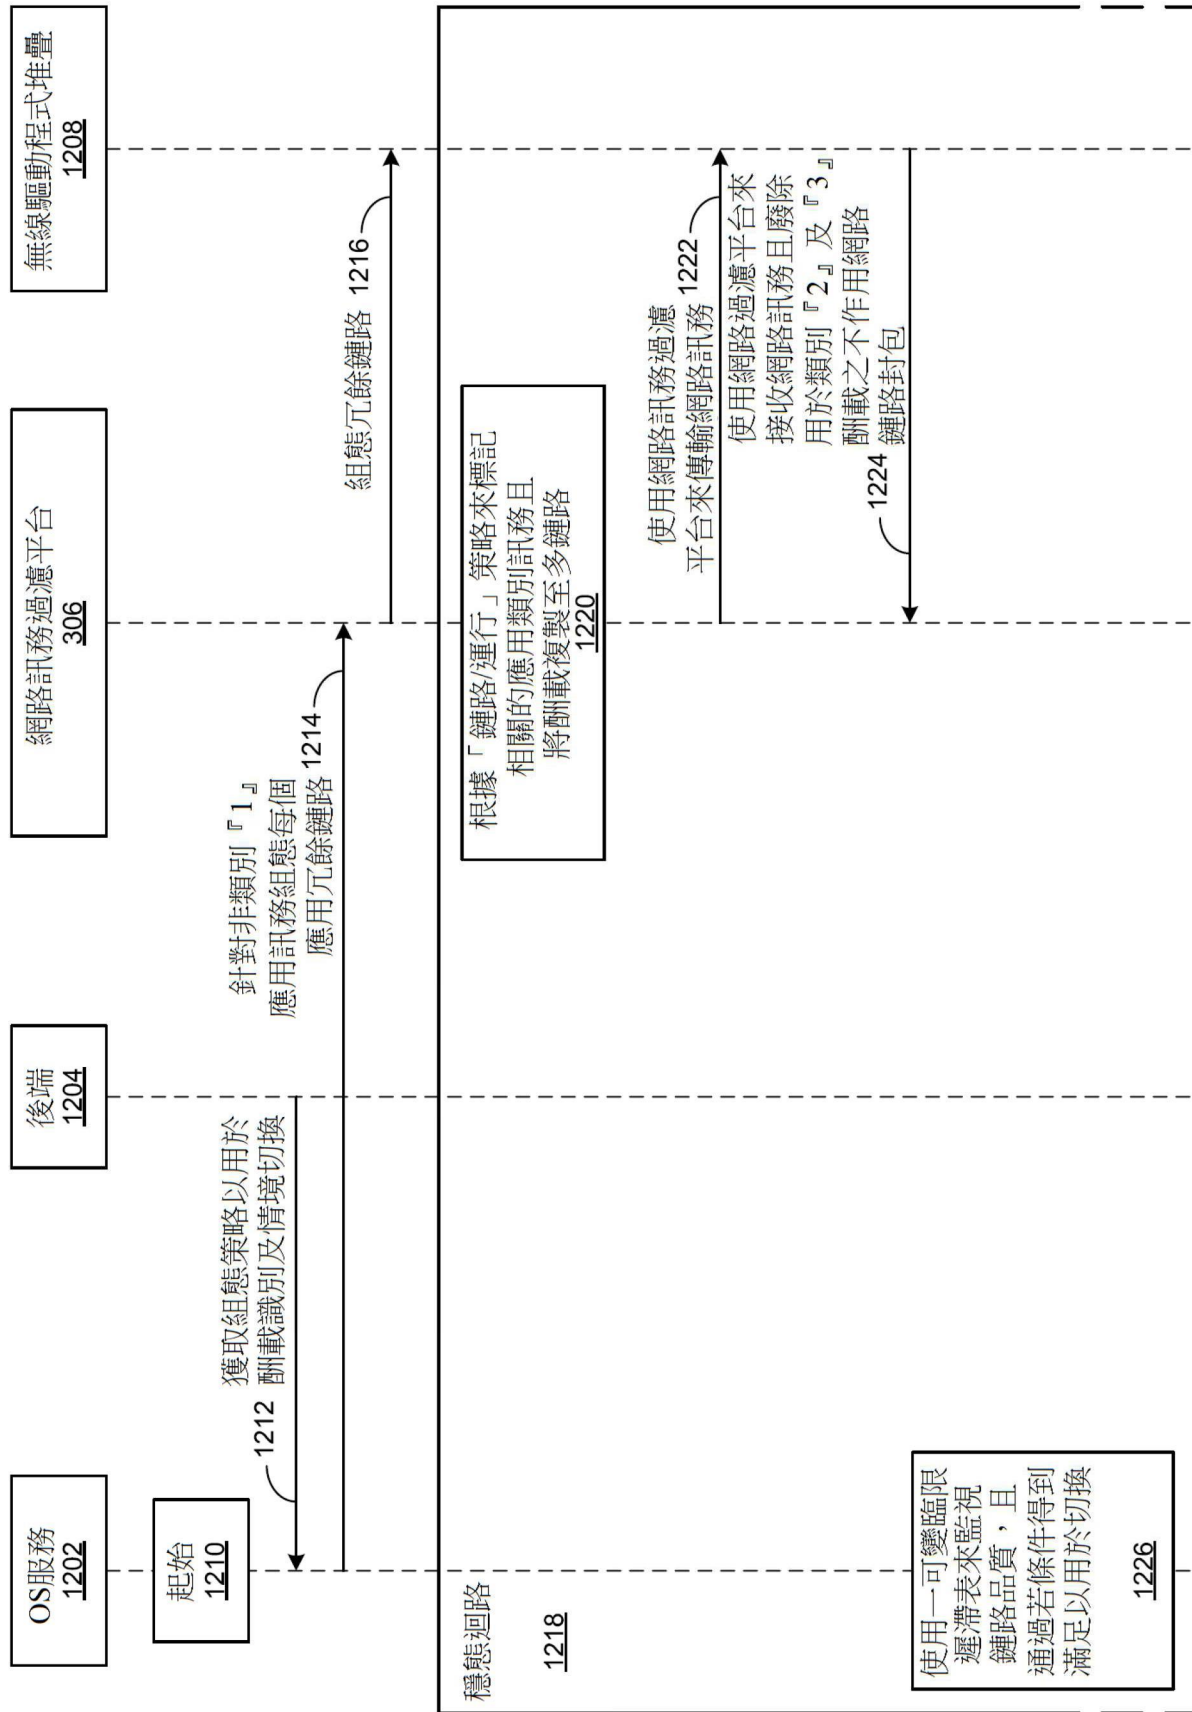 OS服務
1202
後端
1204
網路訊務過濾平台
306
無線驅動程式堆疊
1208
起始
1210
獲取組態策略以用於
酬載識別及情境切換
1212
針對非類別『1』
應用訊務組態每個
應用冗餘鏈路
1214
組態冗餘鏈路
1216
穩態迴路
1218
根據「鏈路/運行」策略來標記
相關的應用類別訊務且
將酬載複製至多鏈路
1220
使用網路訊務過濾
平台來傳輸網路訊務
1222
使用網路過濾平台來
接收網路訊務且廢除
用於類別『2』及『3』
酬載之不作用網路
鏈路封包
1224
使用一可變臨限
遲滯表來監視
鏈路品質，且
通過若條件得到
滿足以用於切換
1226